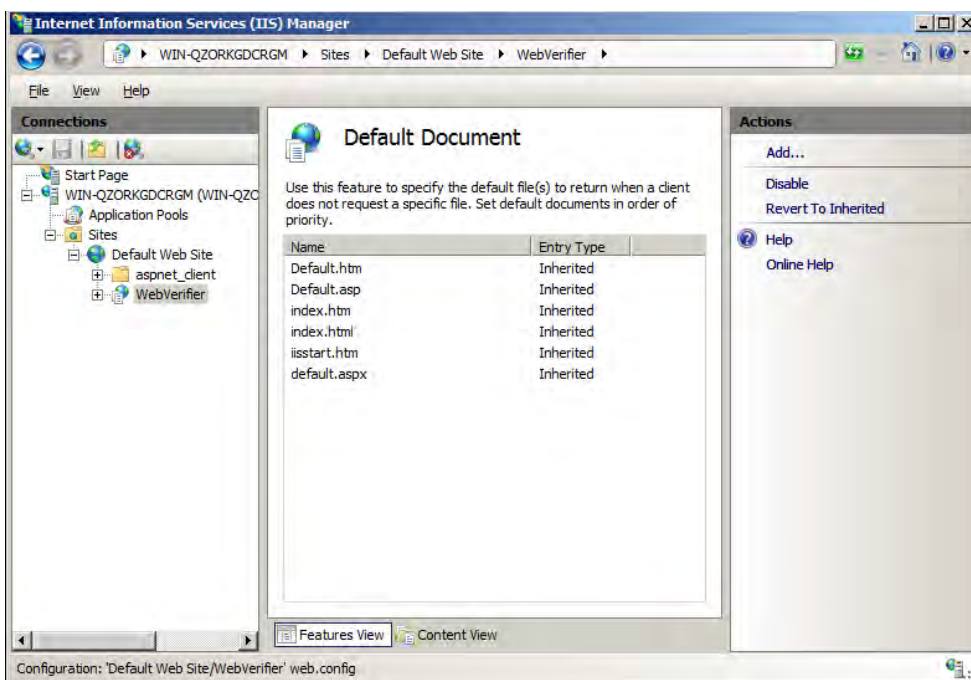 Internet Information Services (IIS) Manager
WIN-QZORKGDCRGM Sites Default Web Site WebVerifier
File View Help
Connections
Start Page
WIN-QZORKGDCRGM (WIN-QZO
Application Pools
Sites
Default Web Site
aspnet_client
WebVerifier
Default Document
Use this feature to specify the default file(s) to return when a client
does not request a specific file. Set default documents in order of
priority.
Name Entry Type
Default.htm Inherited
Default.asp Inherited
index.htm Inherited
index.html Inherited
iisstart.htm Inherited
default.aspx Inherited
Features View Content View
Actions
Add...
Disable
Revert To Inherited
Help
Online Help
Configuration: 'Default Web Site/WebVerifier' web.config